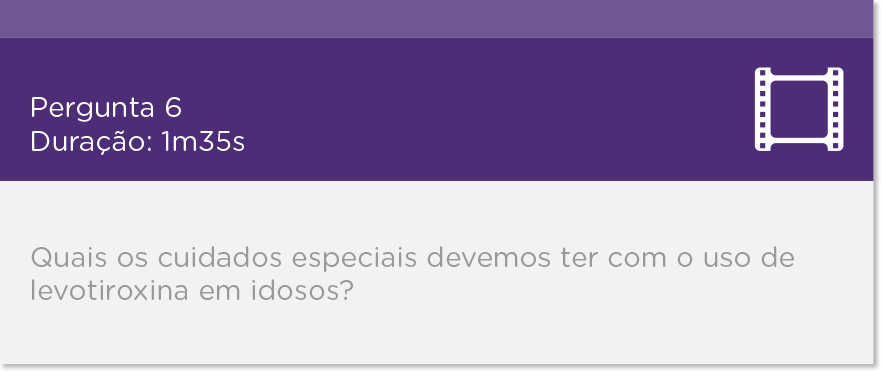 Pergunta 6
Duração: 1m35s
Quais os cuidados especiais devemos ter com o uso de
levotiroxina em idosos?